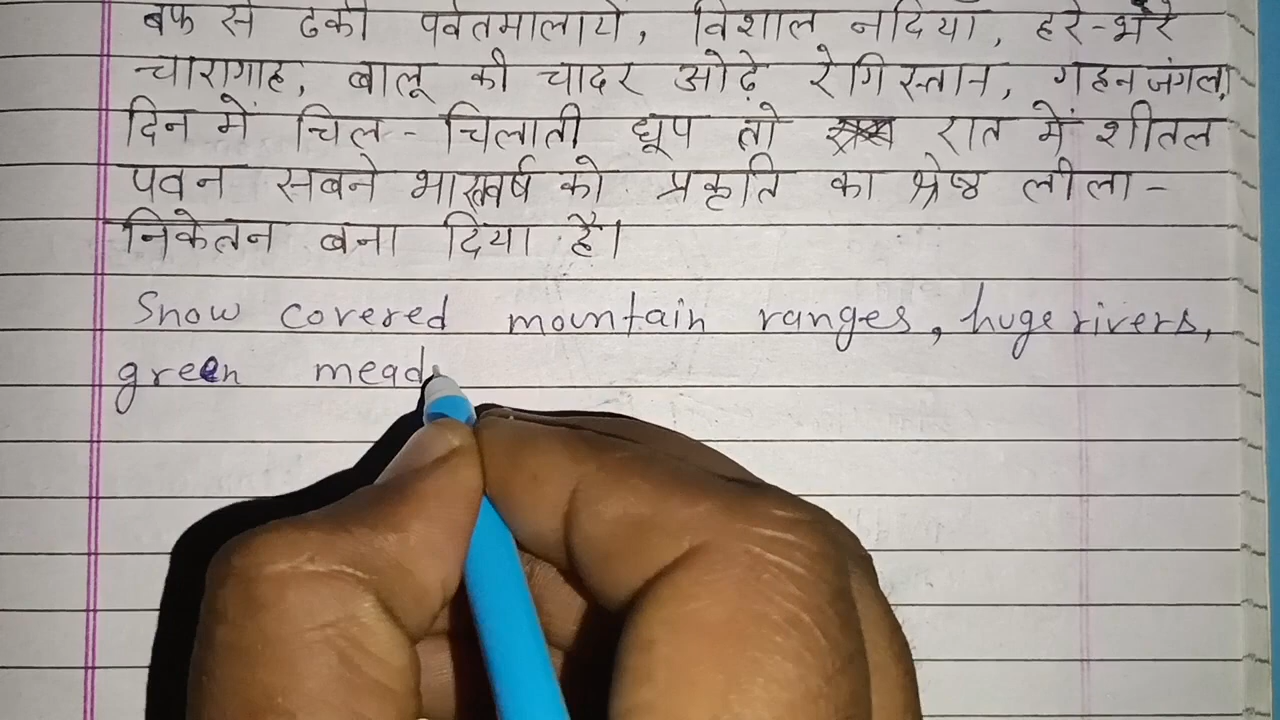 बर्फ से ढकी पर्वतमालायें, विशाल नदियां, हरे-भरे
चारागाह, बालू की चादर ओढ़े रेगिस्तान, गहन जंगल,
दिन में चिल-चिलाती धूप तो रात में शीतल
पवन सबने भारतवर्ष को प्रकृति का श्रेष्ठ लीला-
निकेतन बना दिया है।
Snow covered mountain ranges, huge rivers,
green mead